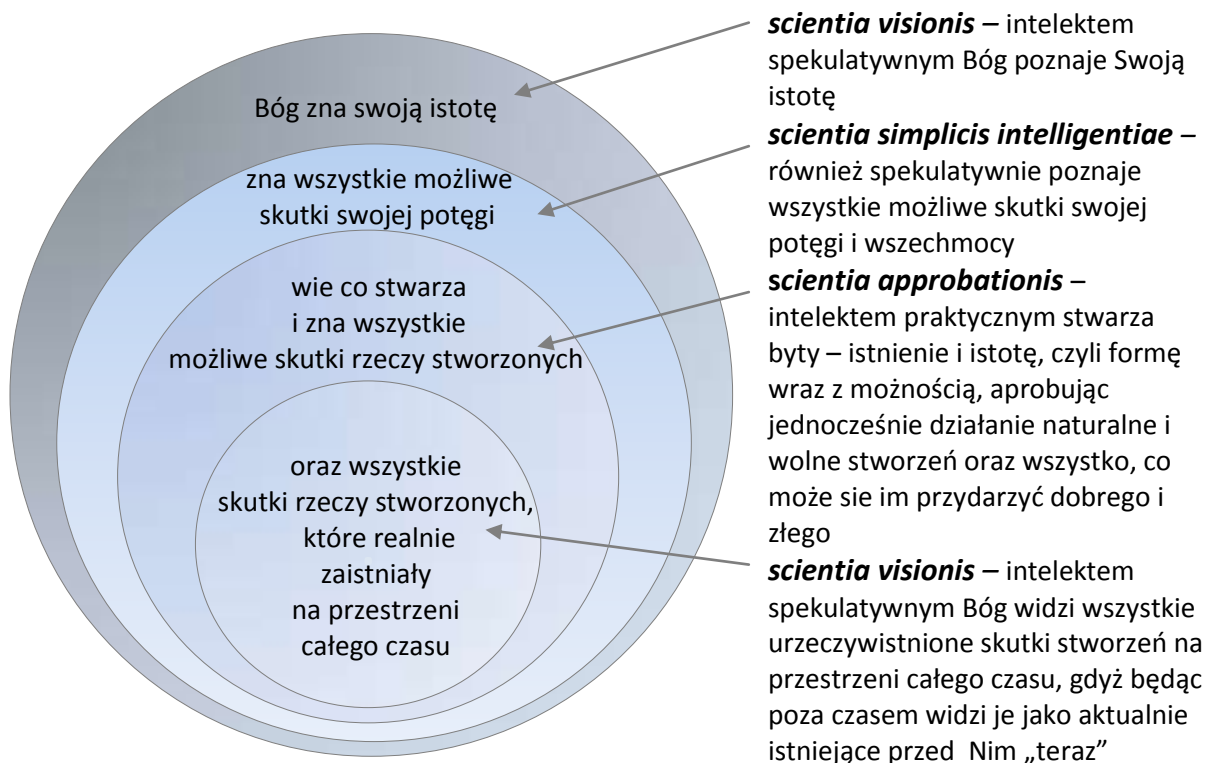 Bóg zna swoją istotę
zna wszystkie możliwe
skutki swojej potęgi
wie co stwarza
i zna wszystkie
możliwe skutki rzeczy stworzonych
oraz wszystkie
skutki rzeczy stworzonych,
które realnie
zaistniały
na przestrzeni
całego czasu
scientia visionis – intelektem
spekulatywnym Bóg poznaje Swoją
istotę
scientia simplicis intelligentiae –
również spekulatywnie poznaje
wszystkie możliwe skutki swojej
potęgi i wszechmocy
scientia approbationis –
intelektem praktycznym stwarza
byty – istnienie i istotę, czyli formę
wraz z możnością, aprobując
jednocześnie działanie naturalne i
wolne stworzeń oraz wszystko, co
może sie im przydarzyć dobrego i
złego
scientia visionis – intelektem
spekulatywnym Bóg widzi wszystkie
urzeczywistnione skutki stworzeń na
przestrzeni całego czasu, gdyż będąc
poza czasem widzi je jako aktualnie
istniejące przed Nim „teraz”